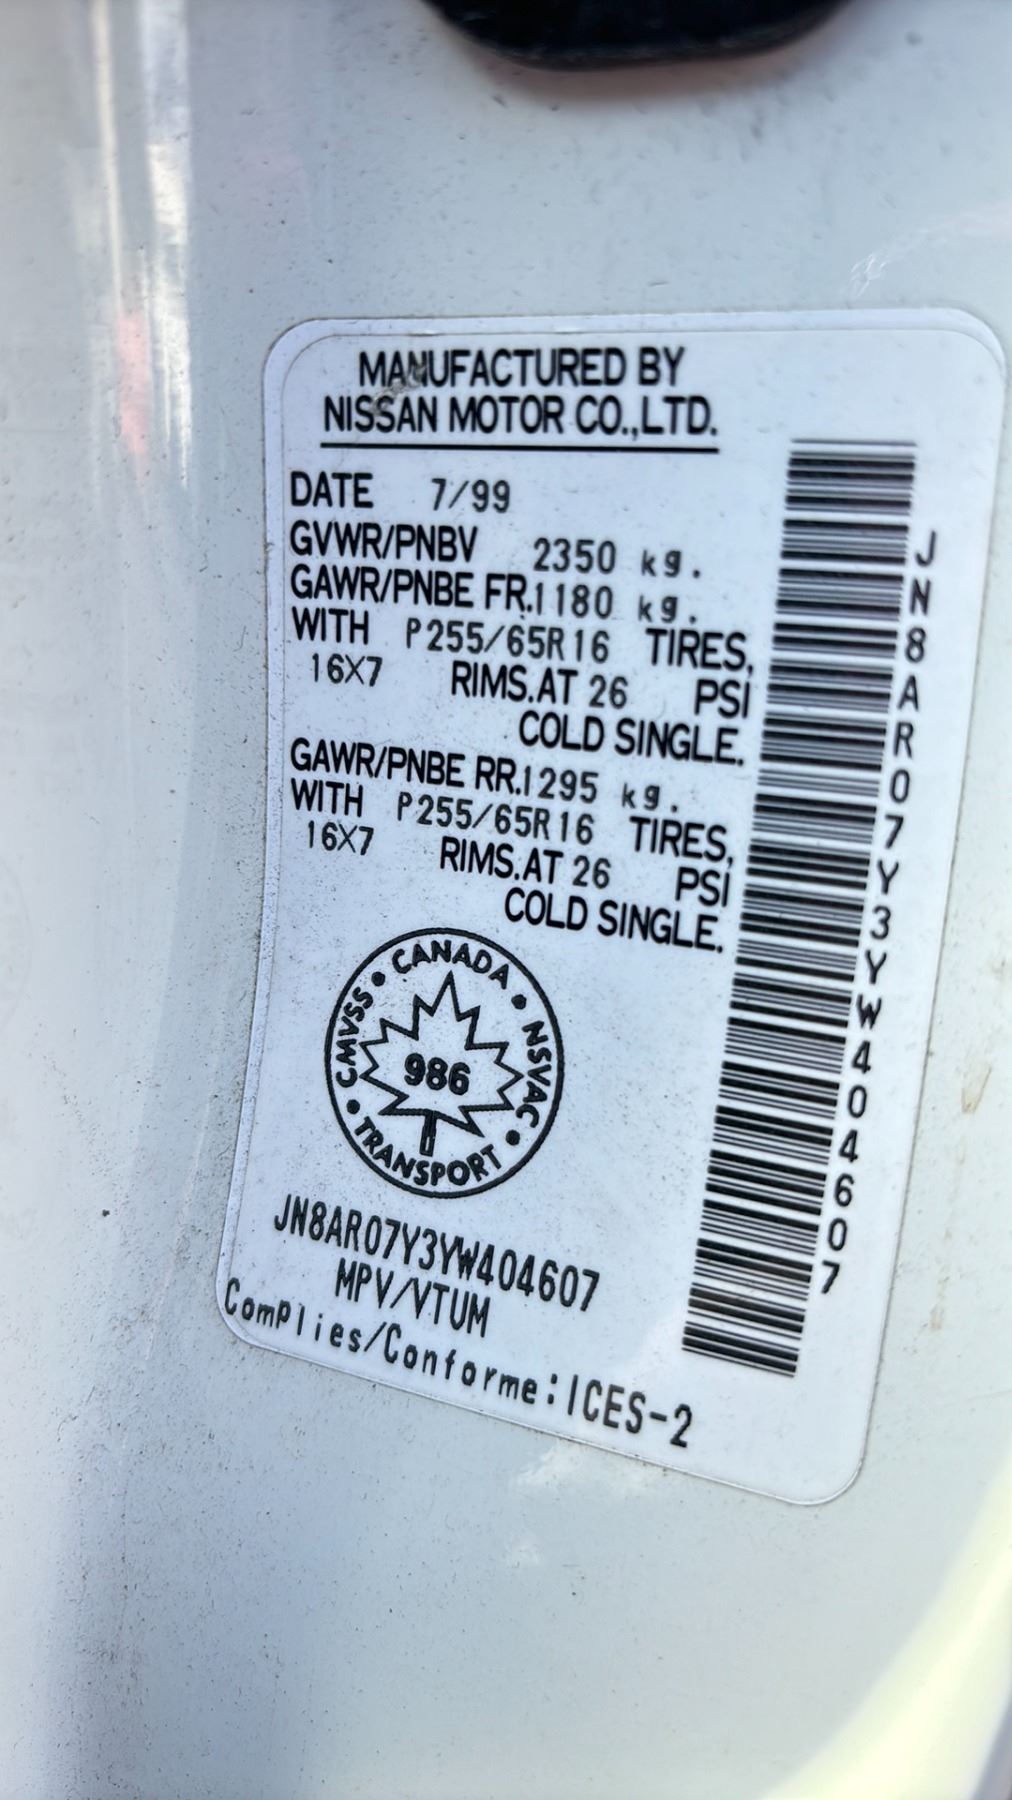 MANUFACTURED BY
NISSAN MOTOR CO.,LTD.
DATE 7/99
GVWR/PNBV 2350 kg.
GAWR/PNBE FR.1180 kg.
WITH P255/65R16 TIRES,
16X7 RIMS.AT 26 PSI
COLD SINGLE.
GAWR/PNBE RR.1295 kg.
WITH P255/65R16 TIRES,
16X7 RIMS.AT 26 PSI
COLD SINGLE.
CANADA • NSVAC • TRANSPORT • CMVSS •
986
JN8AR07Y3YW404607
MPV/VTUM
Complies/Conforme:ICES-2
JN8AR07Y3YW404607